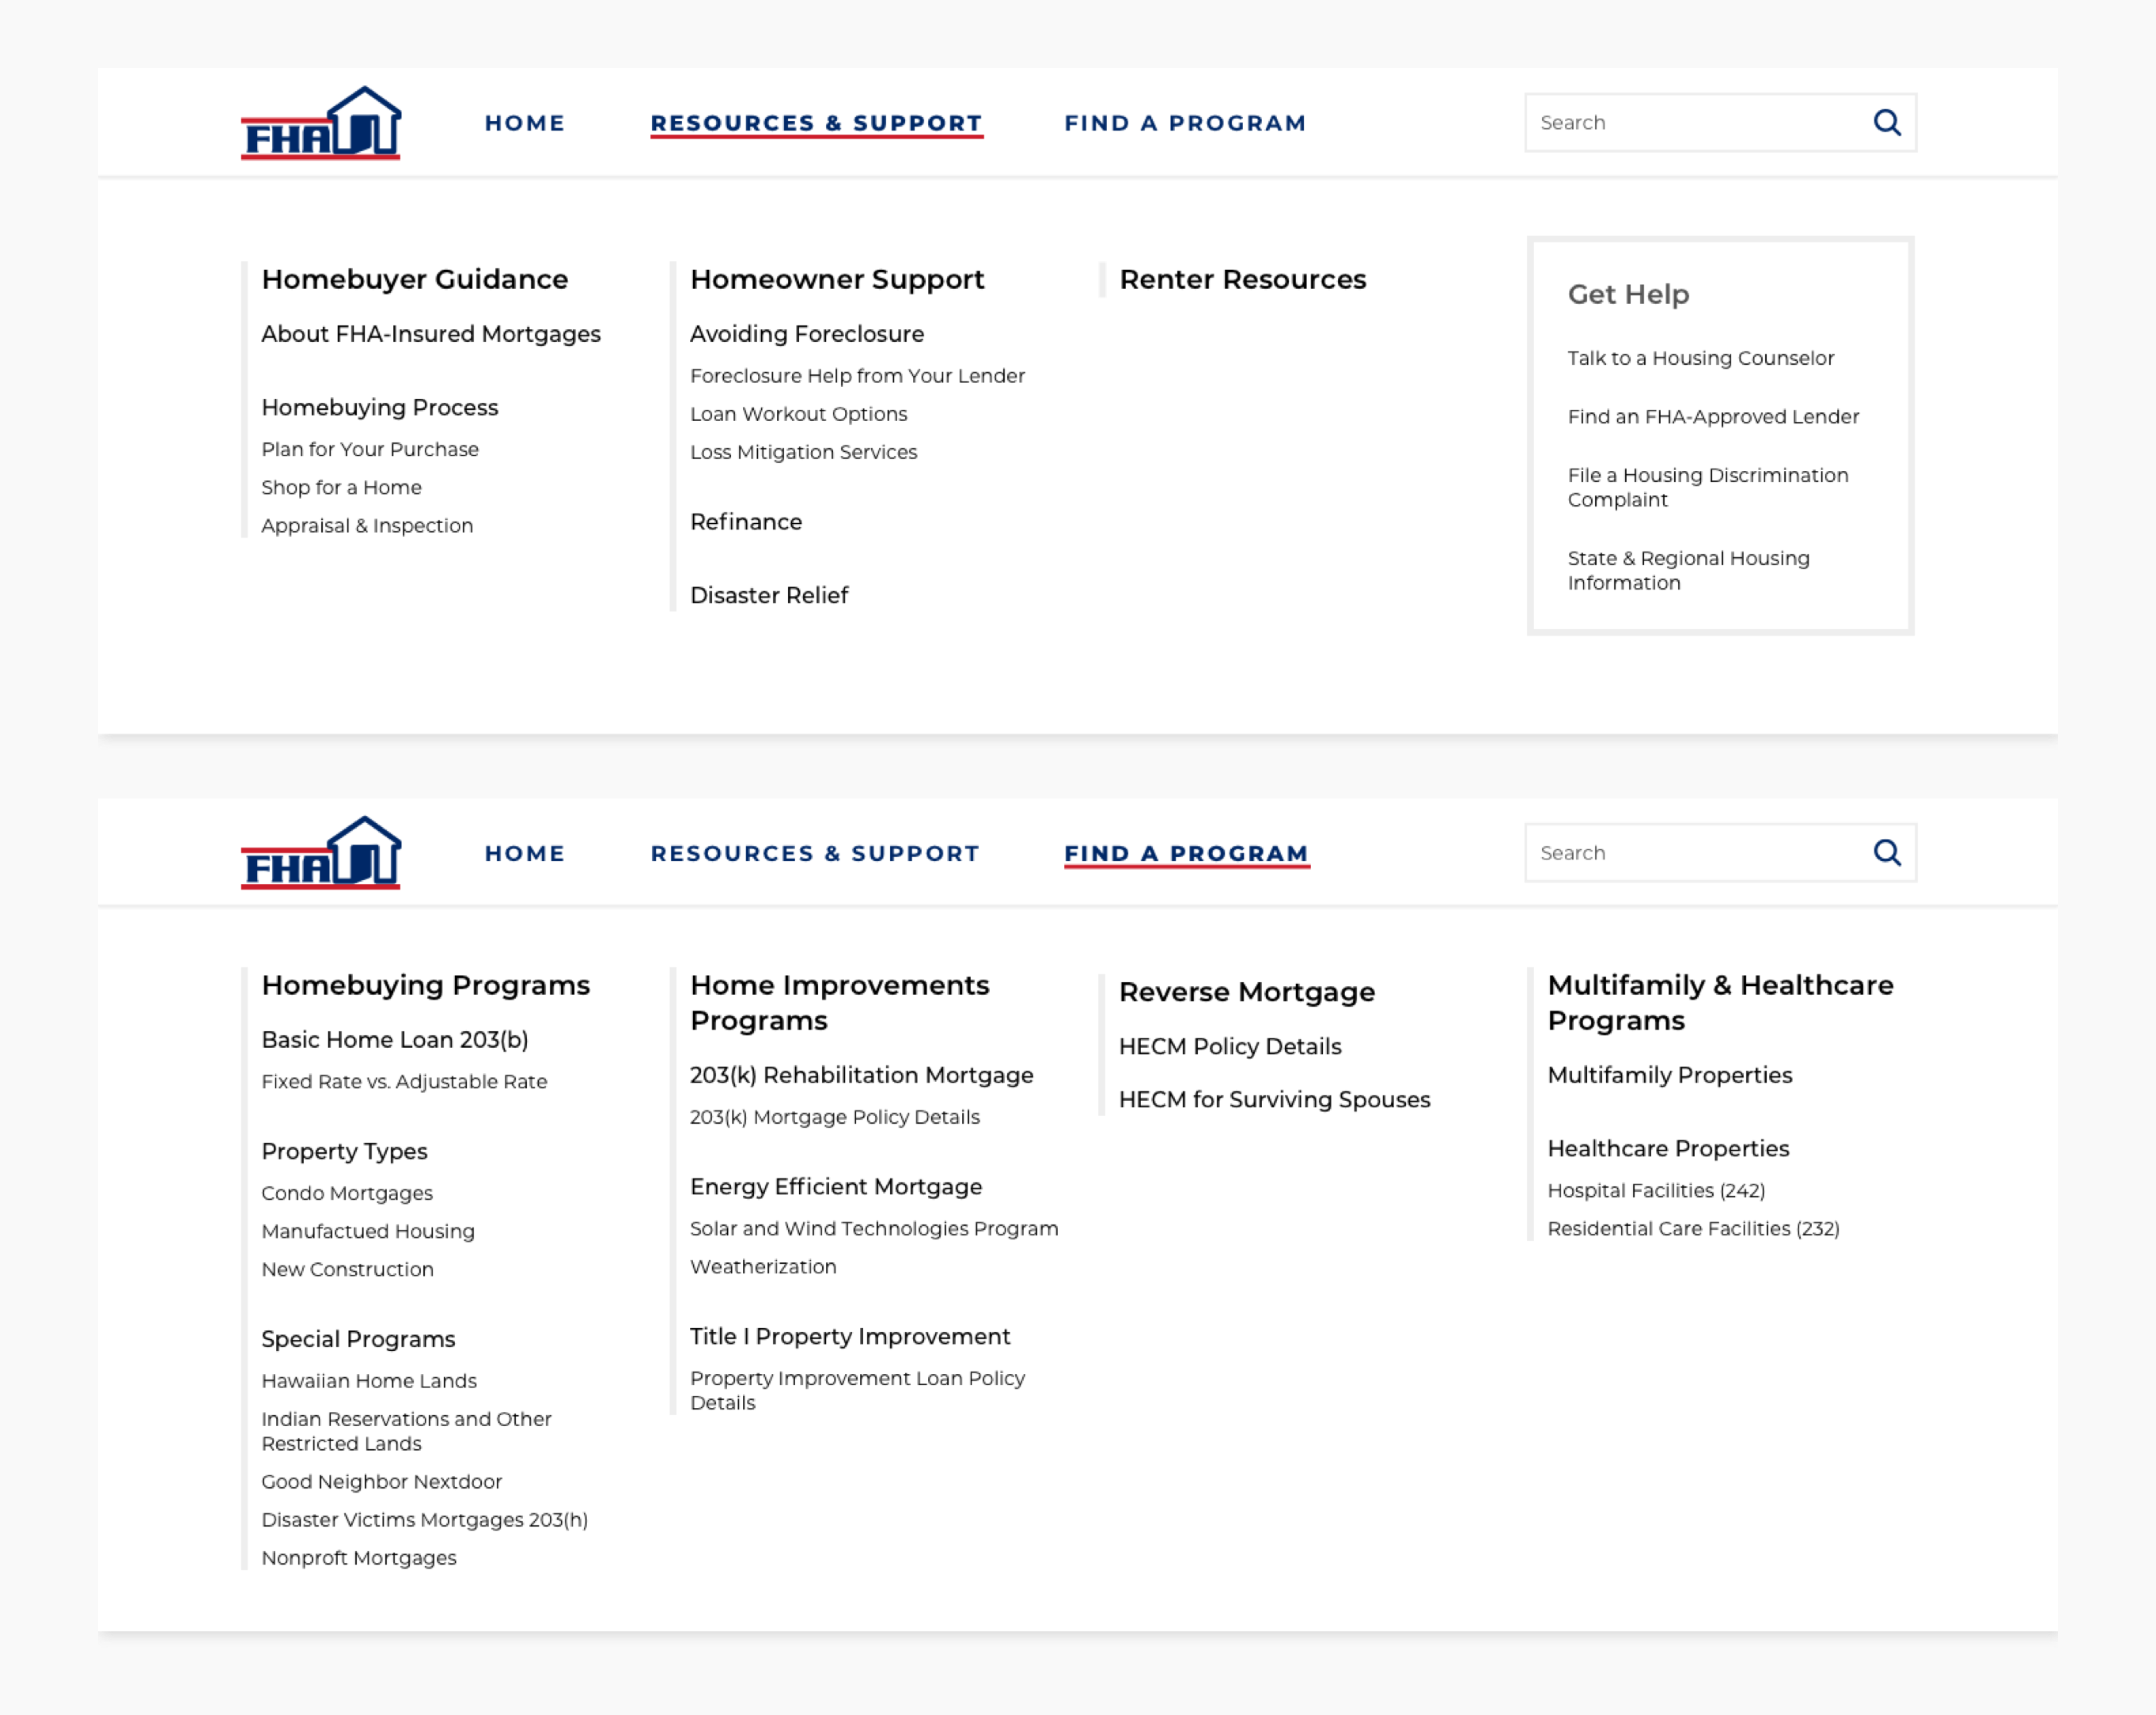 FHA
HOME
RESOURCES & SUPPORT
FIND A PROGRAM
Search
Homebuyer Guidance
About FHA-Insured Mortgages
Homebuying Process
Plan for Your Purchase
Shop for a Home
Appraisal & Inspection
Homeowner Support
Avoiding Foreclosure
Foreclosure Help from Your Lender
Loan Workout Options
Loss Mitigation Services
Refinance
Disaster Relief
Renter Resources
Get Help
Talk to a Housing Counselor
Find an FHA-Approved Lender
File a Housing Discrimination
Complaint
State & Regional Housing
Information
FHA
HOME
RESOURCES & SUPPORT
FIND A PROGRAM
Search
Homebuying Programs
Basic Home Loan 203(b)
Fixed Rate vs. Adjustable Rate
Property Types
Condo Mortgages
Manufactued Housing
New Construction
Special Programs
Hawaiian Home Lands
Indian Reservations and Other
Restricted Lands
Good Neighbor Nextdoor
Disaster Victims Mortgages 203(h)
Nonproft Mortgages
Home Improvements
Programs
203(k) Rehabilitation Mortgage
203(k) Mortgage Policy Details
Energy Efficient Mortgage
Solar and Wind Technologies Program
Weatherization
Title I Property Improvement
Property Improvement Loan Policy
Details
Reverse Mortgage
HECM Policy Details
HECM for Surviving Spouses
Multifamily & Healthcare
Programs
Multifamily Properties
Healthcare Properties
Hospital Facilities (242)
Residential Care Facilities (232)